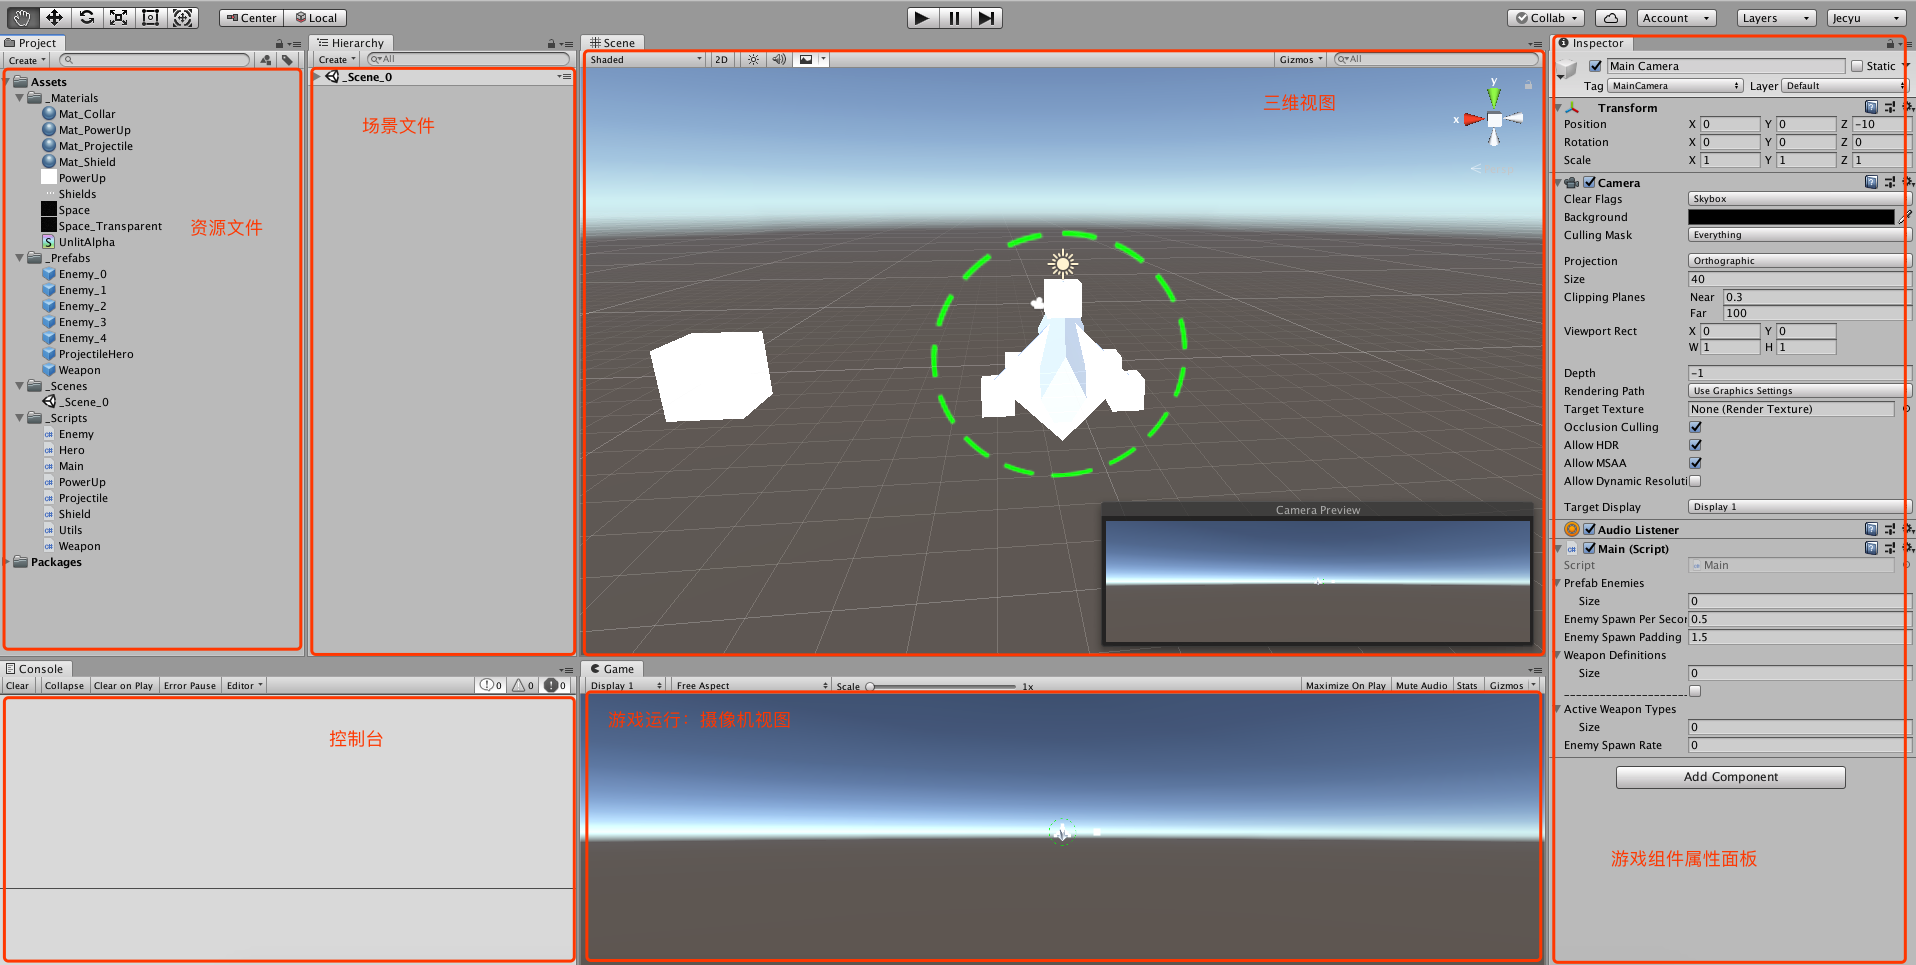 Center Local Collab Account Layers Jecyu
Project
Create
Assets
_Materials
Mat_Collar
Mat_PowerUp
Mat_Projectile
Mat_Shield
PowerUp
Shields
Space
Space_Transparent
UnlitAlpha
资源文件
_Prefabs
Enemy_0
Enemy_1
Enemy_2
Enemy_3
Enemy_4
ProjectileHero
Weapon
_Scenes
_Scene_0
_Scripts
Enemy
Hero
Main
PowerUp
Projectile
Shield
Utils
Weapon
Packages
Hierarchy
Create All
_Scene_0
场景文件
Scene
Shaded 2D Gizmos All
三维视图
y
x
Camera Preview
Inspector
Main Camera Static
Tag MainCamera Layer Default
Transform
Position X 0 Y 0 Z -10
Rotation X 0 Y 0 Z 0
Scale X 1 Y 1 Z 1
Camera
Clear Flags Skybox
Background
Culling Mask Everything
Projection Orthographic
Size 40
Clipping Planes Near 0.3
Far 100
Viewport Rect X 0 Y 0
W 1 H 1
Depth -1
Rendering Path Use Graphics Settings
Target Texture None (Render Texture)
Occlusion Culling
Allow HDR
Allow MSAA
Allow Dynamic Resoluti
Target Display Display 1
Audio Listener
Main (Script)
Script Main
Prefab Enemies
Size 0
Enemy Spawn Per Secor 0.5
Enemy Spawn Padding 1.5
Weapon Definitions
Size 0
----------------------
Active Weapon Types
Size 0
Enemy Spawn Rate 0
Add Component
游戏组件属性面板
Console
Clear Collapse Clear on Play Error Pause Editor 0 0 0
控制台
Game
Display 1 Free Aspect Scale 1x Maximize On Play Mute Audio Stats Gizmos
游戏运行：摄像机视图